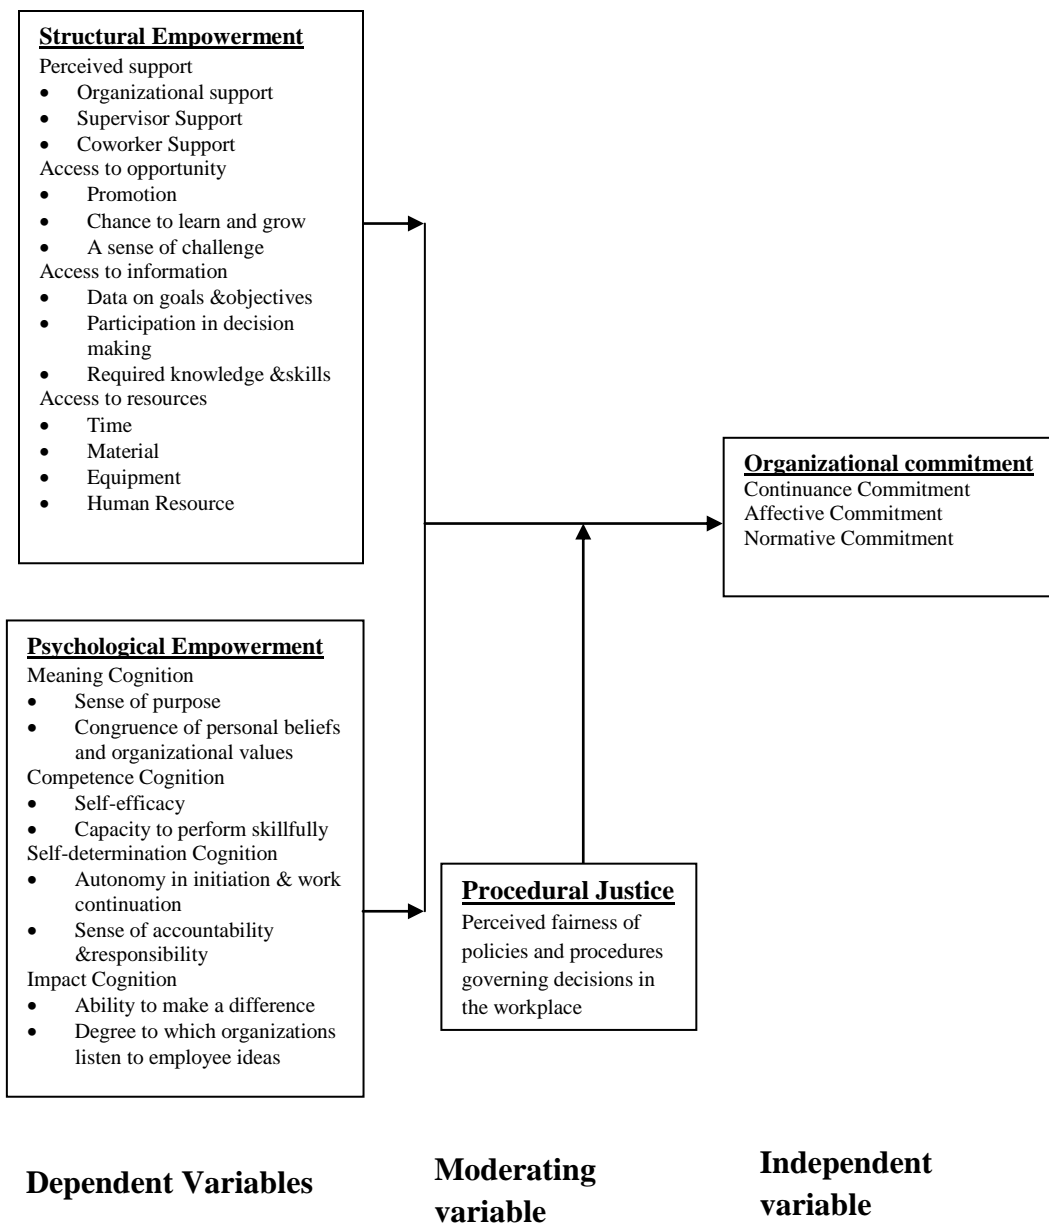 Structural Empowerment
Perceived support
• Organizational support
• Supervisor Support
• Coworker Support
Access to opportunity
• Promotion
• Chance to learn and grow
• A sense of challenge
Access to information
• Data on goals &objectives
• Participation in decision
making
• Required knowledge &skills
Access to resources
• Time
• Material
• Equipment
• Human Resource
Organizational commitment
Continuance Commitment
Affective Commitment
Normative Commitment
Psychological Empowerment
Meaning Cognition
• Sense of purpose
• Congruence of personal beliefs
and organizational values
Competence Cognition
• Self-efficacy
• Capacity to perform skillfully
Self-determination Cognition
• Autonomy in initiation & work
continuation
• Sense of accountability
&responsibility
Impact Cognition
• Ability to make a difference
• Degree to which organizations
listen to employee ideas
Procedural Justice
Perceived fairness of
policies and procedures
governing decisions in
the workplace
Dependent Variables
Moderating
variable
Independent
variable